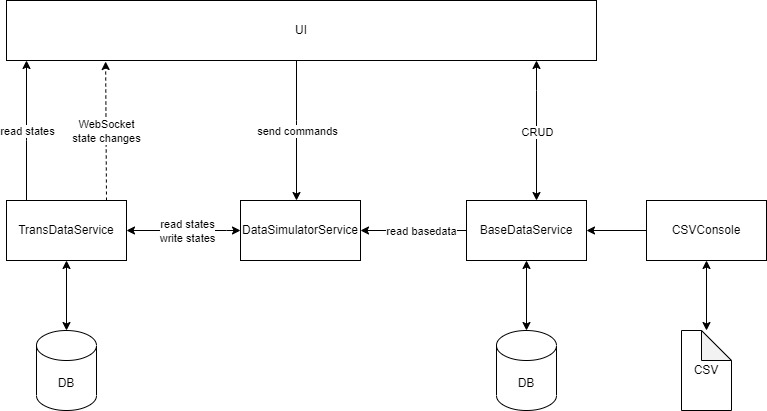 UI
read states
WebSocket
state changes
send commands
CRUD
TransDataService
read states
write states
DataSimulatorService
read basedata
BaseDataService
CSVConsole
DB
DB
CSV